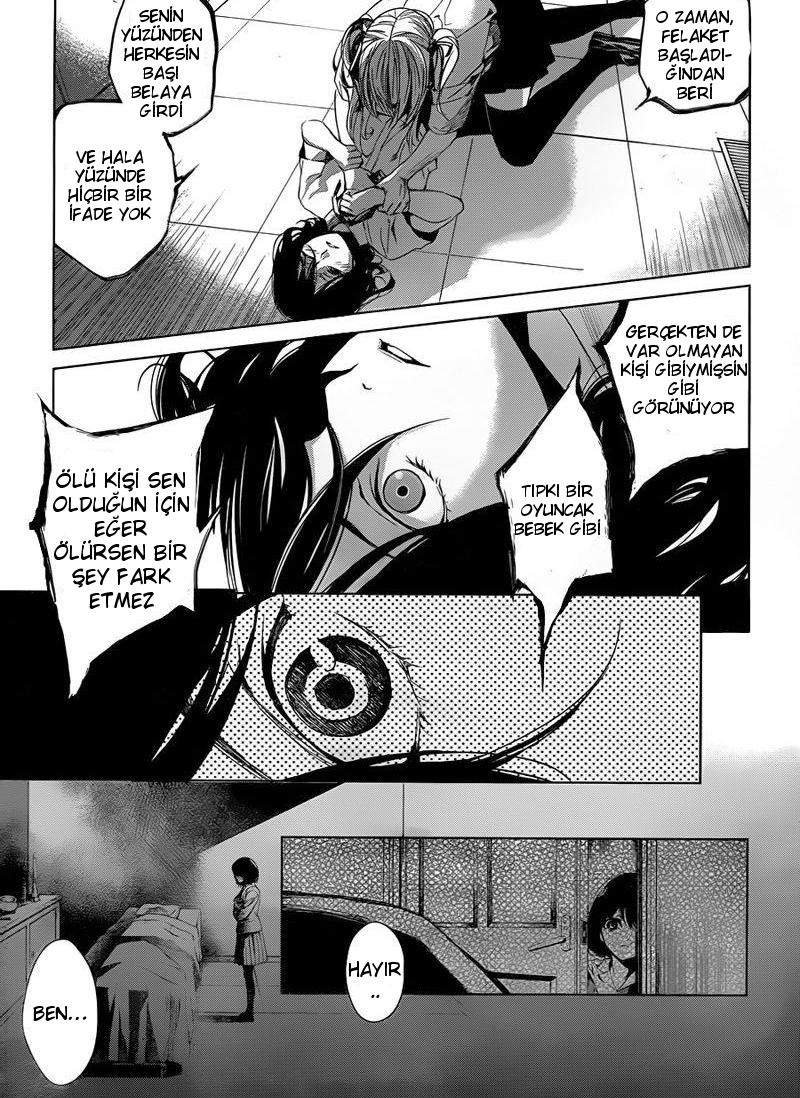 O ZAMAN,
FELAKET
BAŞLADI-
ĞINDAN
BERİ
SENİN
YÜZÜNDEN
HERKESİN
BAŞI
BELAYA
GİRDİ
VE HALA
YÜZÜNDE
HİÇBİR BİR
İFADE YOK
GERÇEKTEN DE
VAR OLMAYAN
KİŞİ GİBİYMİŞSİN
GİBİ
GÖRÜNÜYOR
TIPKI BİR
OYUNCAK
BEBEK GİBİ
ÖLÜ KİŞİ SEN
OLDUĞUN İÇİN
EĞER
ÖLÜRSEN BİR
ŞEY FARK
ETMEZ
HAYIR
..
BEN...